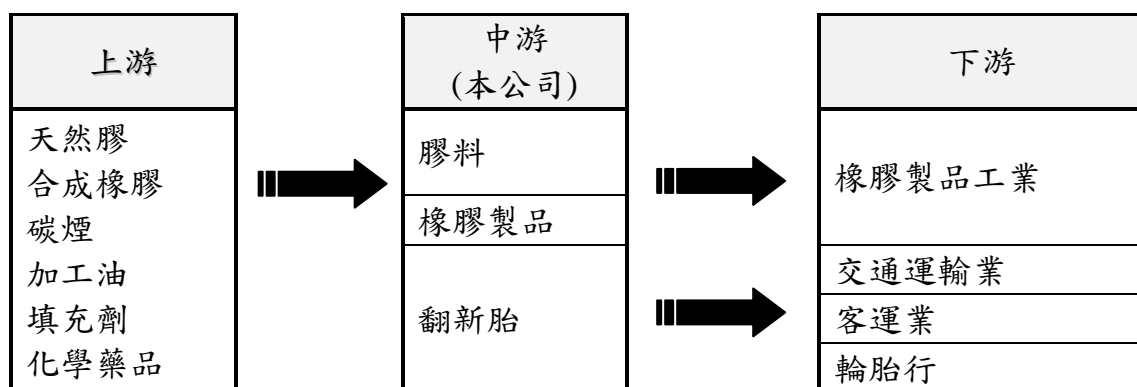 上游
天然膠
合成橡膠
碳煙
加工油
填充劑
化學藥品
中游
(本公司)
膠料
橡膠製品
翻新胎
下游
橡膠製品工業
交通運輸業
客運業
輪胎行